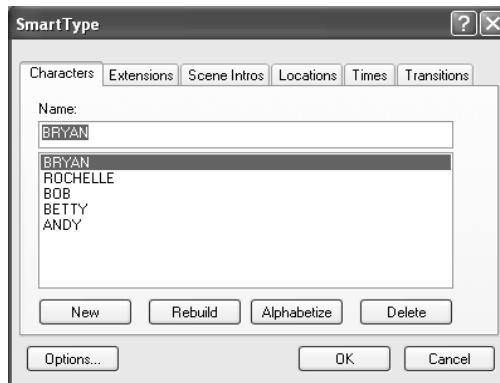 SmartType
Characters Extensions Scene Intros Locations Times Transitions
Name:
BRYAN
BRYAN
ROCHELLE
BOB
BETTY
ANDY
New Rebuild Alphabetize Delete
Options... OK Cancel